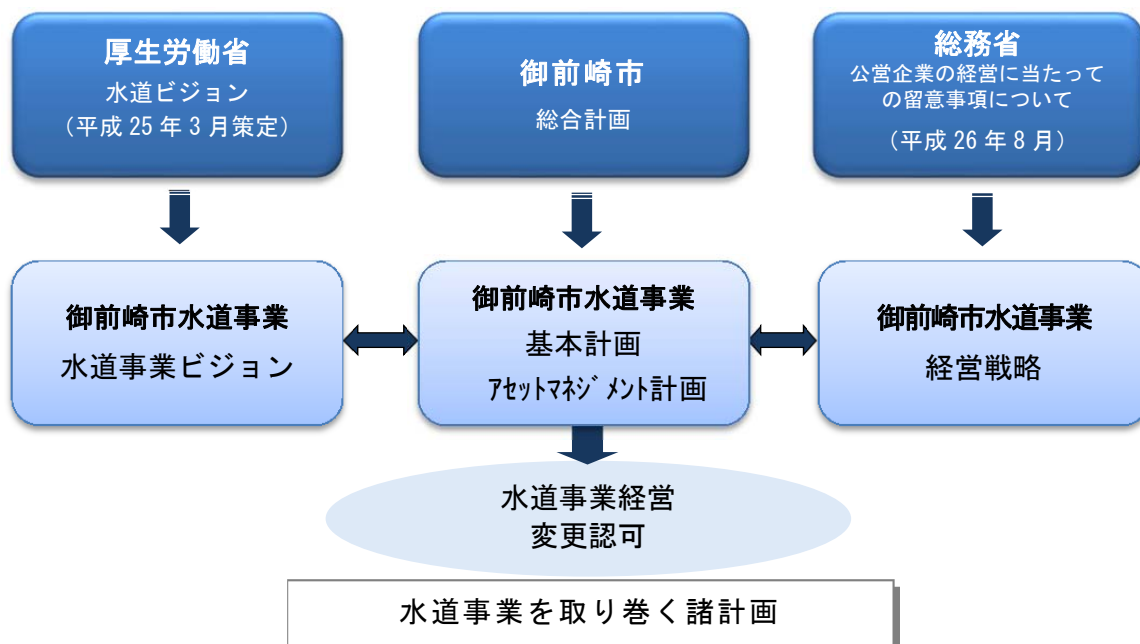 厚生労働省
水道ビジョン
（平成 25 年 3 月策定）
御前崎市
総合計画
総務省
公営企業の経営に当たって
の留意事項について
（平成 26 年 8 月）
御前崎市水道事業
水道事業ビジョン
御前崎市水道事業
基本計画
ｱｾｯﾄﾏﾈｼﾞﾒﾝﾄ計画
御前崎市水道事業
経営戦略
水道事業経営
変更認可
水道事業を取り巻く諸計画